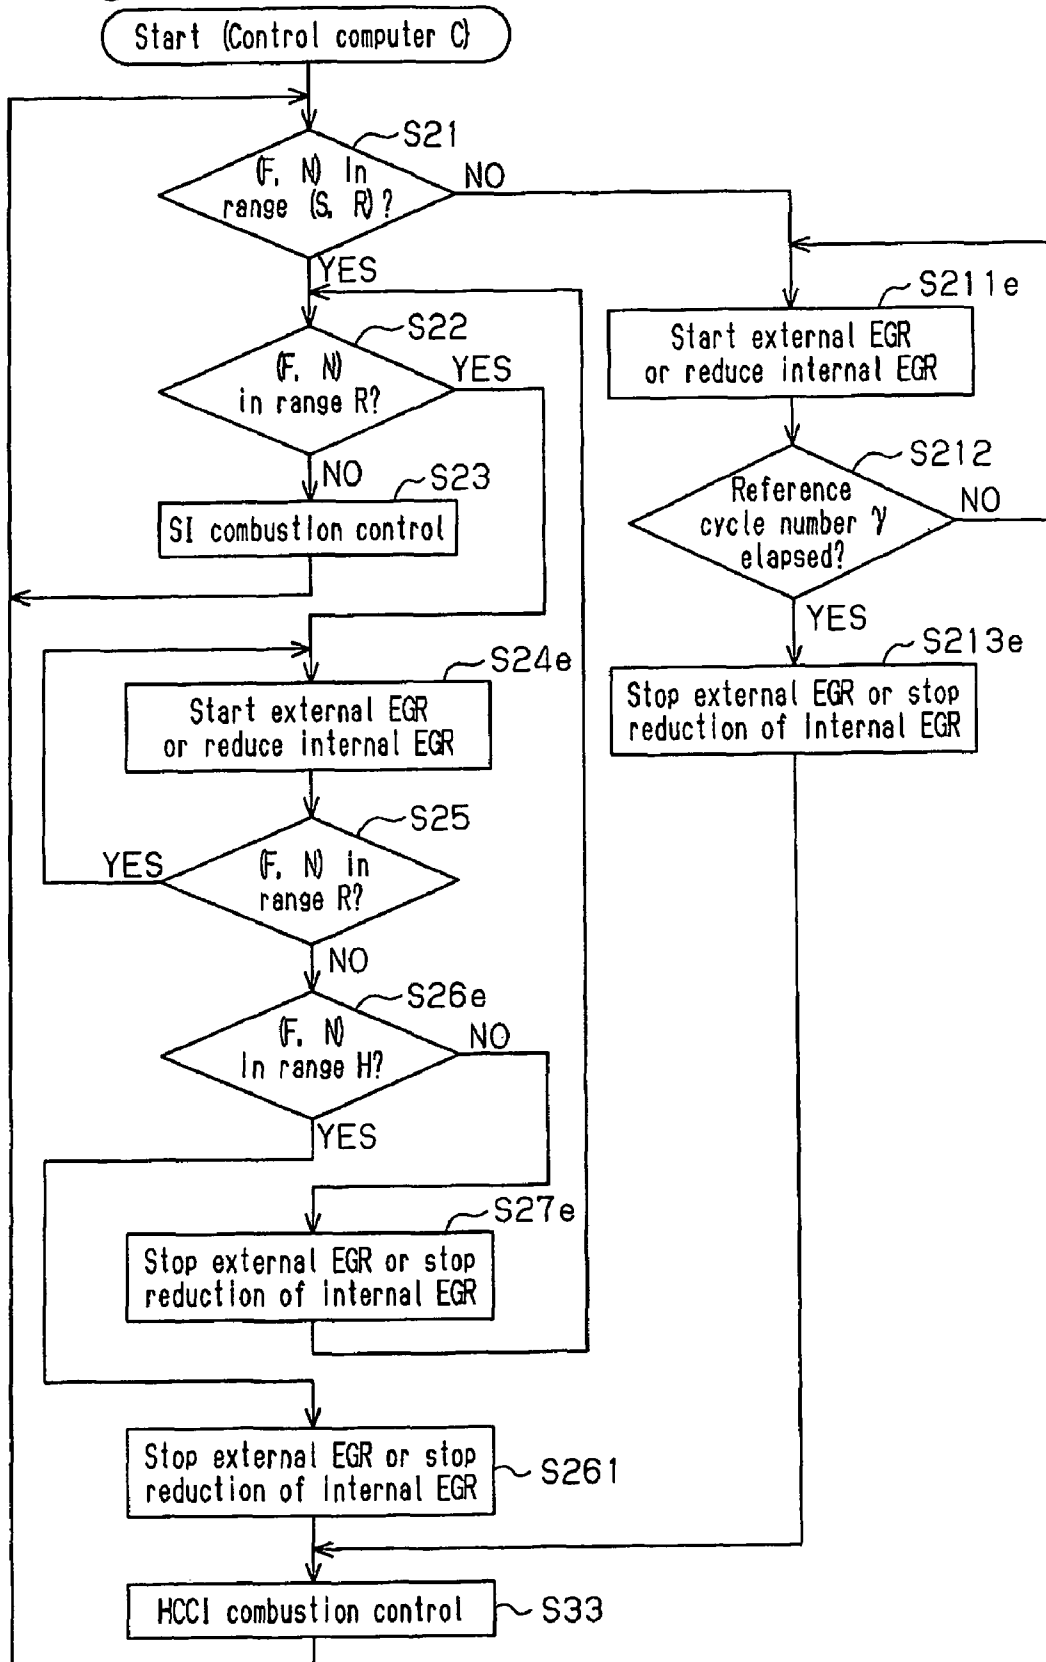 Start (Control computer C)
S21
(F, N) in
range (S, R)?
NO
YES
S22
(F, N)
in range R?
YES
NO
S23
SI combustion control
S24e
Start external EGR
or reduce internal EGR
S25
(F, N) in
range R?
YES
NO
S26e
(F, N)
in range H?
NO
YES
S27e
Stop external EGR or stop
reduction of internal EGR
Stop external EGR or stop
reduction of internal EGR
S261
HCCI combustion control
S33
S211e
Start external EGR
or reduce internal EGR
S212
Reference
cycle number γ
elapsed?
NO
YES
S213e
Stop external EGR or stop
reduction of internal EGR